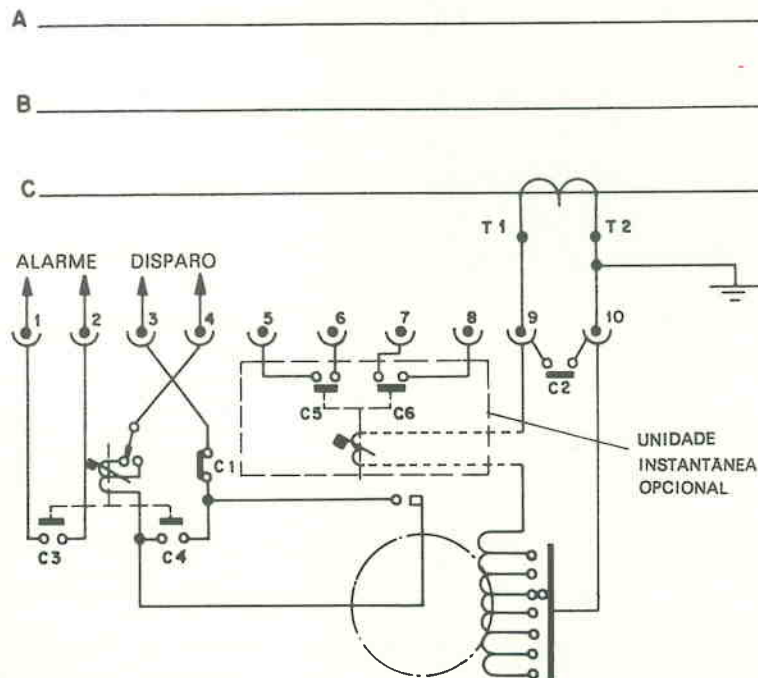 A
B
C
T1 T2
ALARME DISPARO
1 2 3 4 5 6 7 8 9 10
C2
C5 C6
C1
UNIDADE
INSTANTÂNEA
OPCIONAL
C3 C4